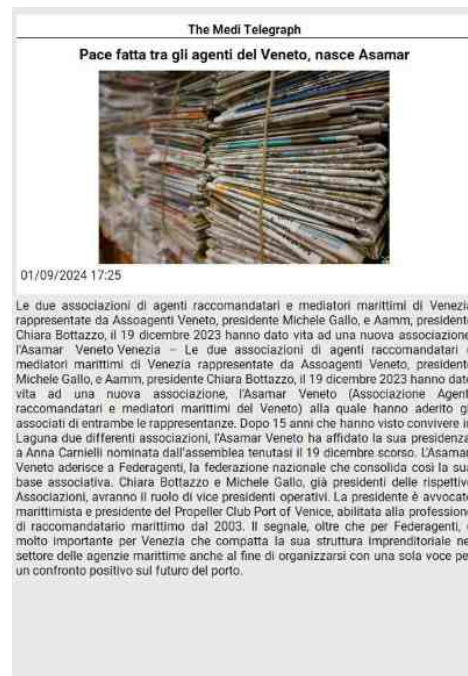 The Medi Telegraph
Pace fatta tra gli agenti del Veneto, nasce Asamar
01/09/2024 17:25
Le due associazioni di agenti raccomandatari e mediatori marittimi di Venezia
rappresentate da Assoagenti Veneto, presidente Michele Gallo, e Aamm, presidente
Chiara Bottazzo, il 19 dicembre 2023 hanno dato vita ad una nuova associazione
l'Asamar Veneto Venezia – Le due associazioni di agenti raccomandatari
mediatori marittimi di Venezia rappresentate da Assoagenti Veneto, president
Michele Gallo, e Aamm, presidente Chiara Bottazzo, il 19 dicembre 2023 hanno dato
vita ad una nuova associazione, l'Asamar Veneto (Associazione Agent
raccomandatari e mediatori marittimi del Veneto) alla quale hanno aderito g
associati di entrambe le rappresentanze. Dopo 15 anni che hanno visto convivere i
Laguna due differenti associazioni, l'Asamar Veneto ha affidato la sua presidenza
a Anna Carnielli nominata dall'assemblea tenutasi il 19 dicembre scorso. L'Asamar
Veneto aderisce a Federagenti, la federazione nazionale che consolida così la sua
base associativa. Chiara Bottazzo e Michele Gallo, già presidenti delle rispettive
Associazioni, avranno il ruolo di vice presidenti operativi. La presidente è avvocato
marittimista e presidente del Propeller Club Port of Venice, abilitata alla professione
di raccomandatario marittimo dal 2003. Il segnale, oltre che per Federagenti,
molto importante per Venezia che compatta la sua struttura imprenditoriale ne
settore delle agenzie marittime anche al fine di organizzarsi con una sola voce pe
un confronto positivo sul futuro del porto.